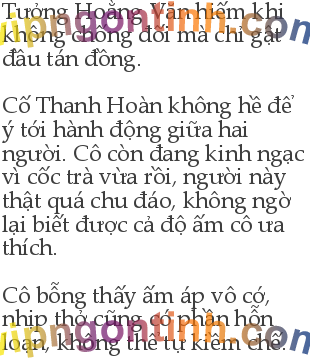 Tưởng Hoằng Văn hiếm khi
không chống đối mà chỉ gật
đầu tán đồng.
Cố Thanh Hoàn không hề để
ý tới hành động giữa hai
người. Cô còn đang kinh ngạc
vì cốc trà vừa rồi, người này
thật quá chu đáo, không ngờ
lại biết được cả độ ấm cô ưa
thích.
Cô bỗng thấy ấm áp vô cớ,
nhịp thở cũng có phần hỗn
loạn, không thể tự kiềm chế.